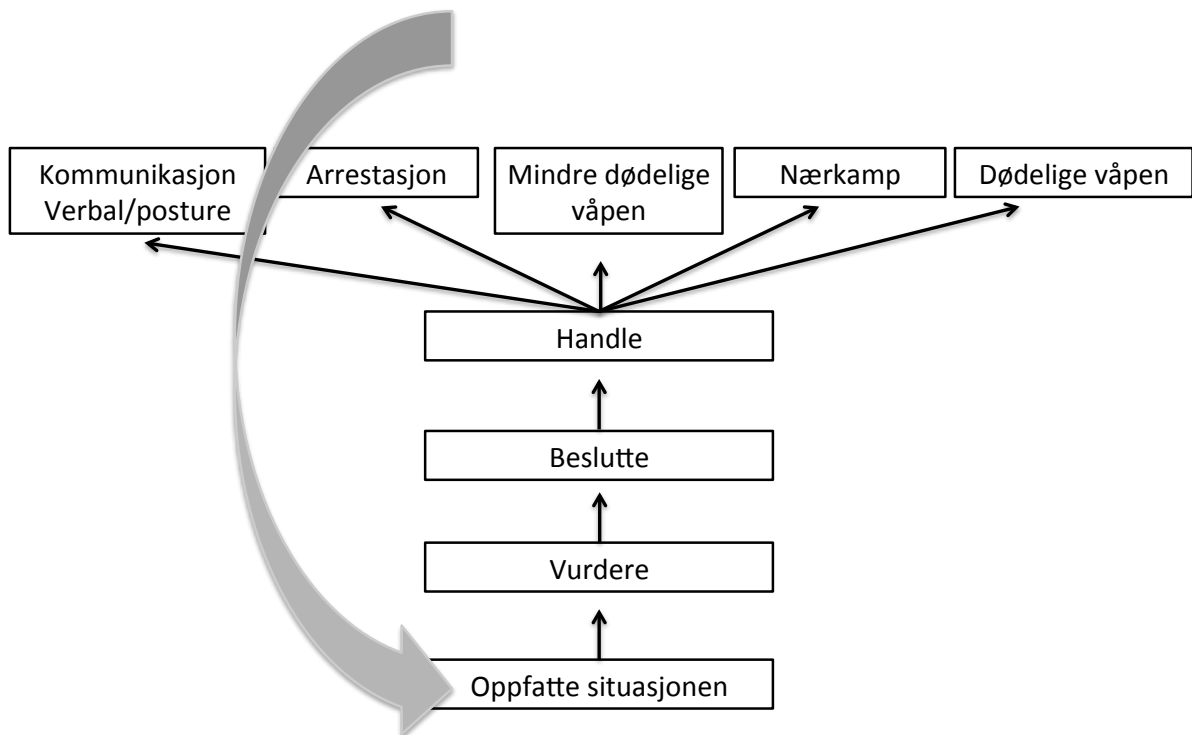 Kommunikasjon
Verbal/posture
Arrestasjon
Mindre dødelige
våpen
Nærkamp
Dødelige våpen
Handle
Beslutte
Vurdere
Oppfatte situasjonen